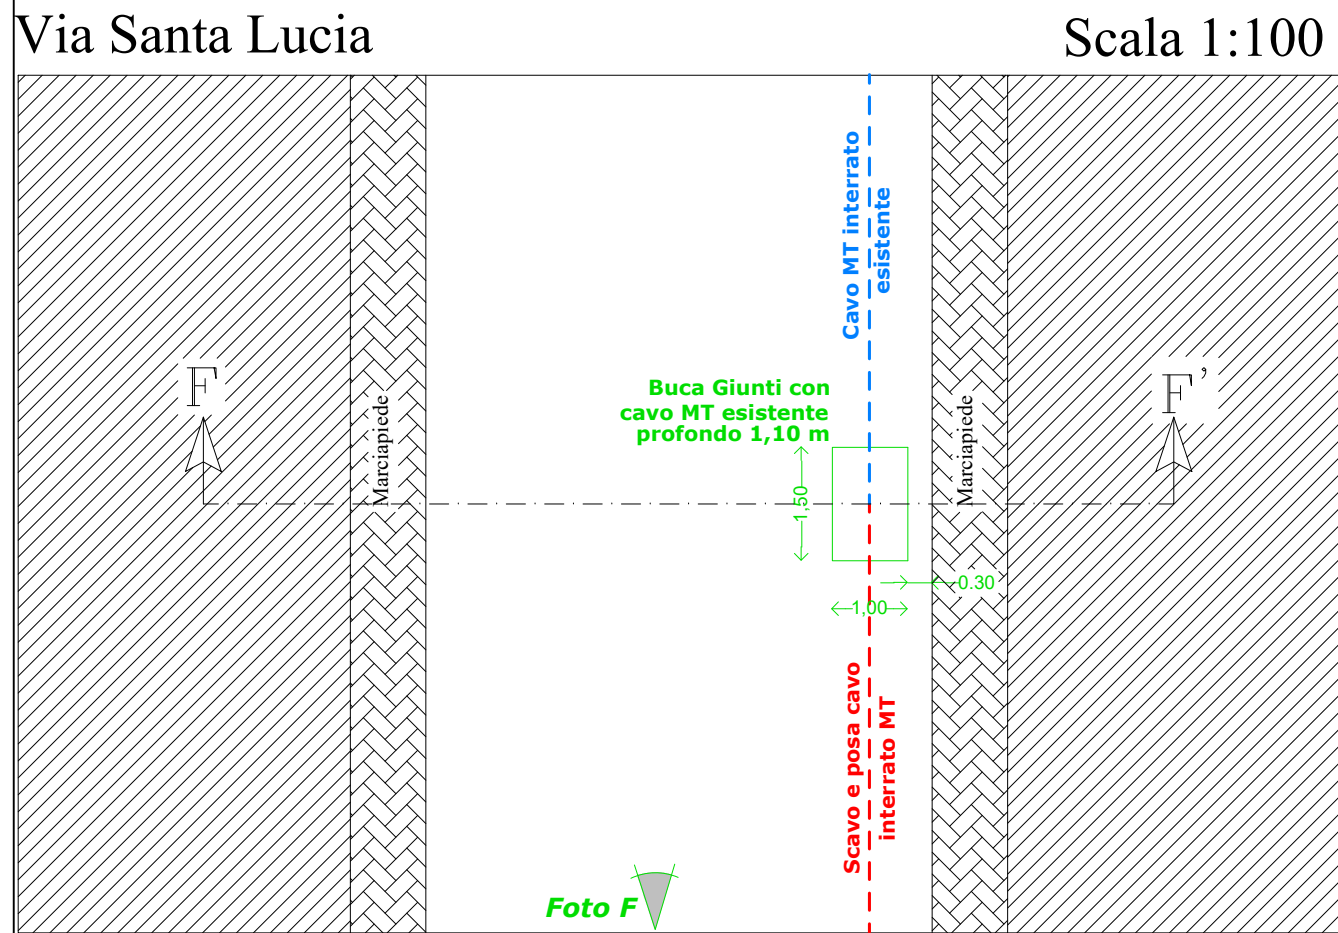 Via Santa Lucia
Scala 1:100
Cavo MT interrato
esistente
F
F’
Marciapiede
Marciapiede
Buca Giunti con
cavo MT esistente
profondo 1,10 m
1,50
0.30
1,00
Scavo e posa cavo
interrato MT
Foto F